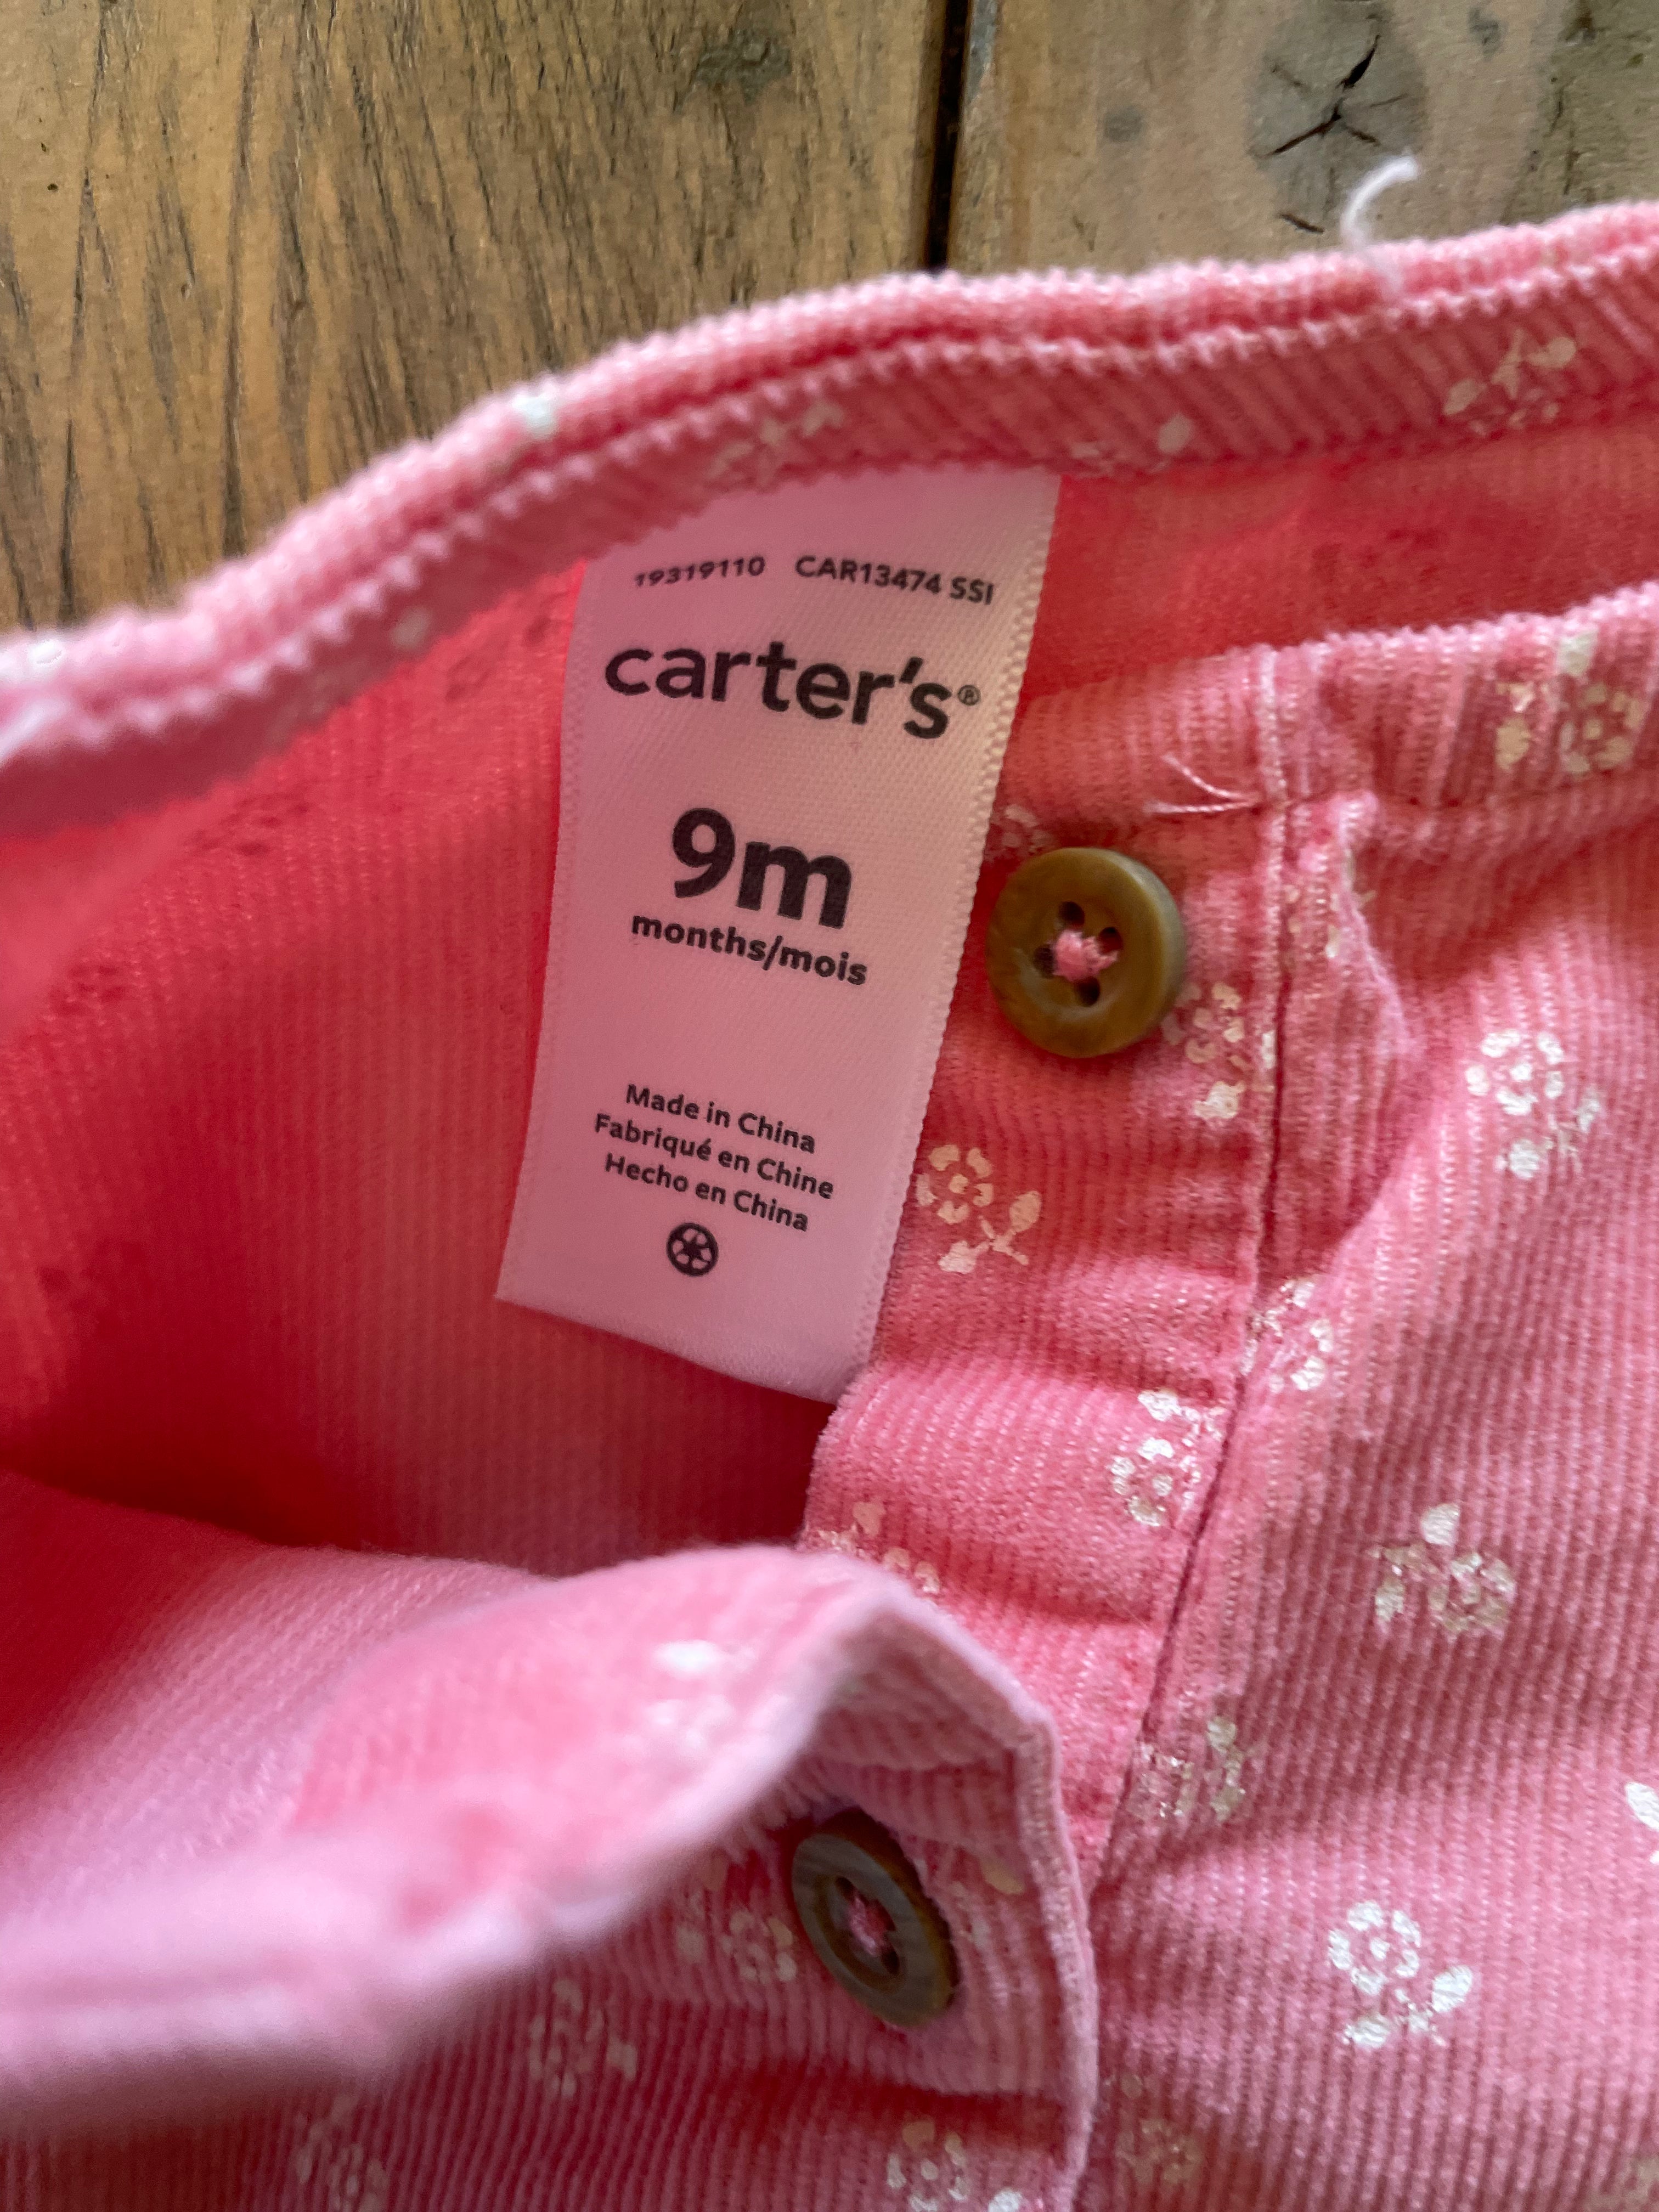 19319110 CAR13474 SSI
carter's®
9m
months/mois
Made in China
Fabriqué en Chine
Hecho en China